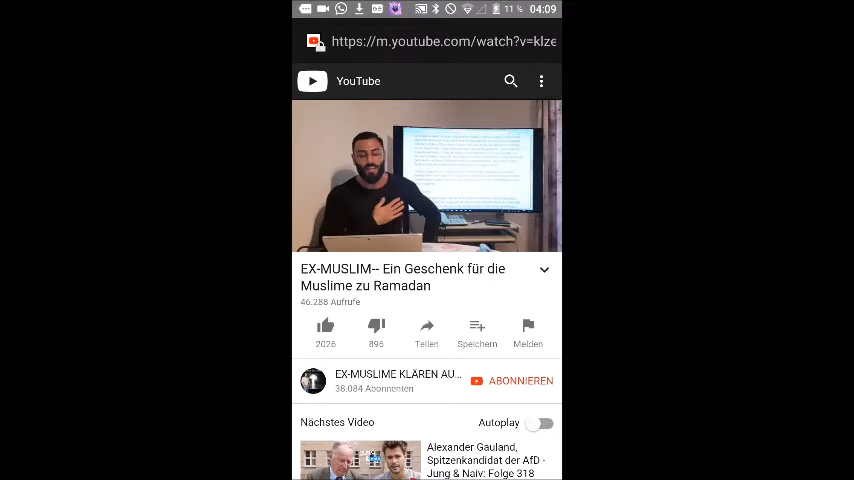 11 % 04:09
https://m.youtube.com/watch?v=klze
YouTube
EX-MUSLIM-- Ein Geschenk für die
Muslime zu Ramadan
46.288 Aufrufe
2026 896 Teilen Speichern Melden
EX-MUSLIME KLÄREN AU...
38.084 Abonnenten
ABONNIEREN
Nächstes Video Autoplay
Alexander Gauland,
Spitzenkandidat der AfD -
Jung & Naiv: Folge 318